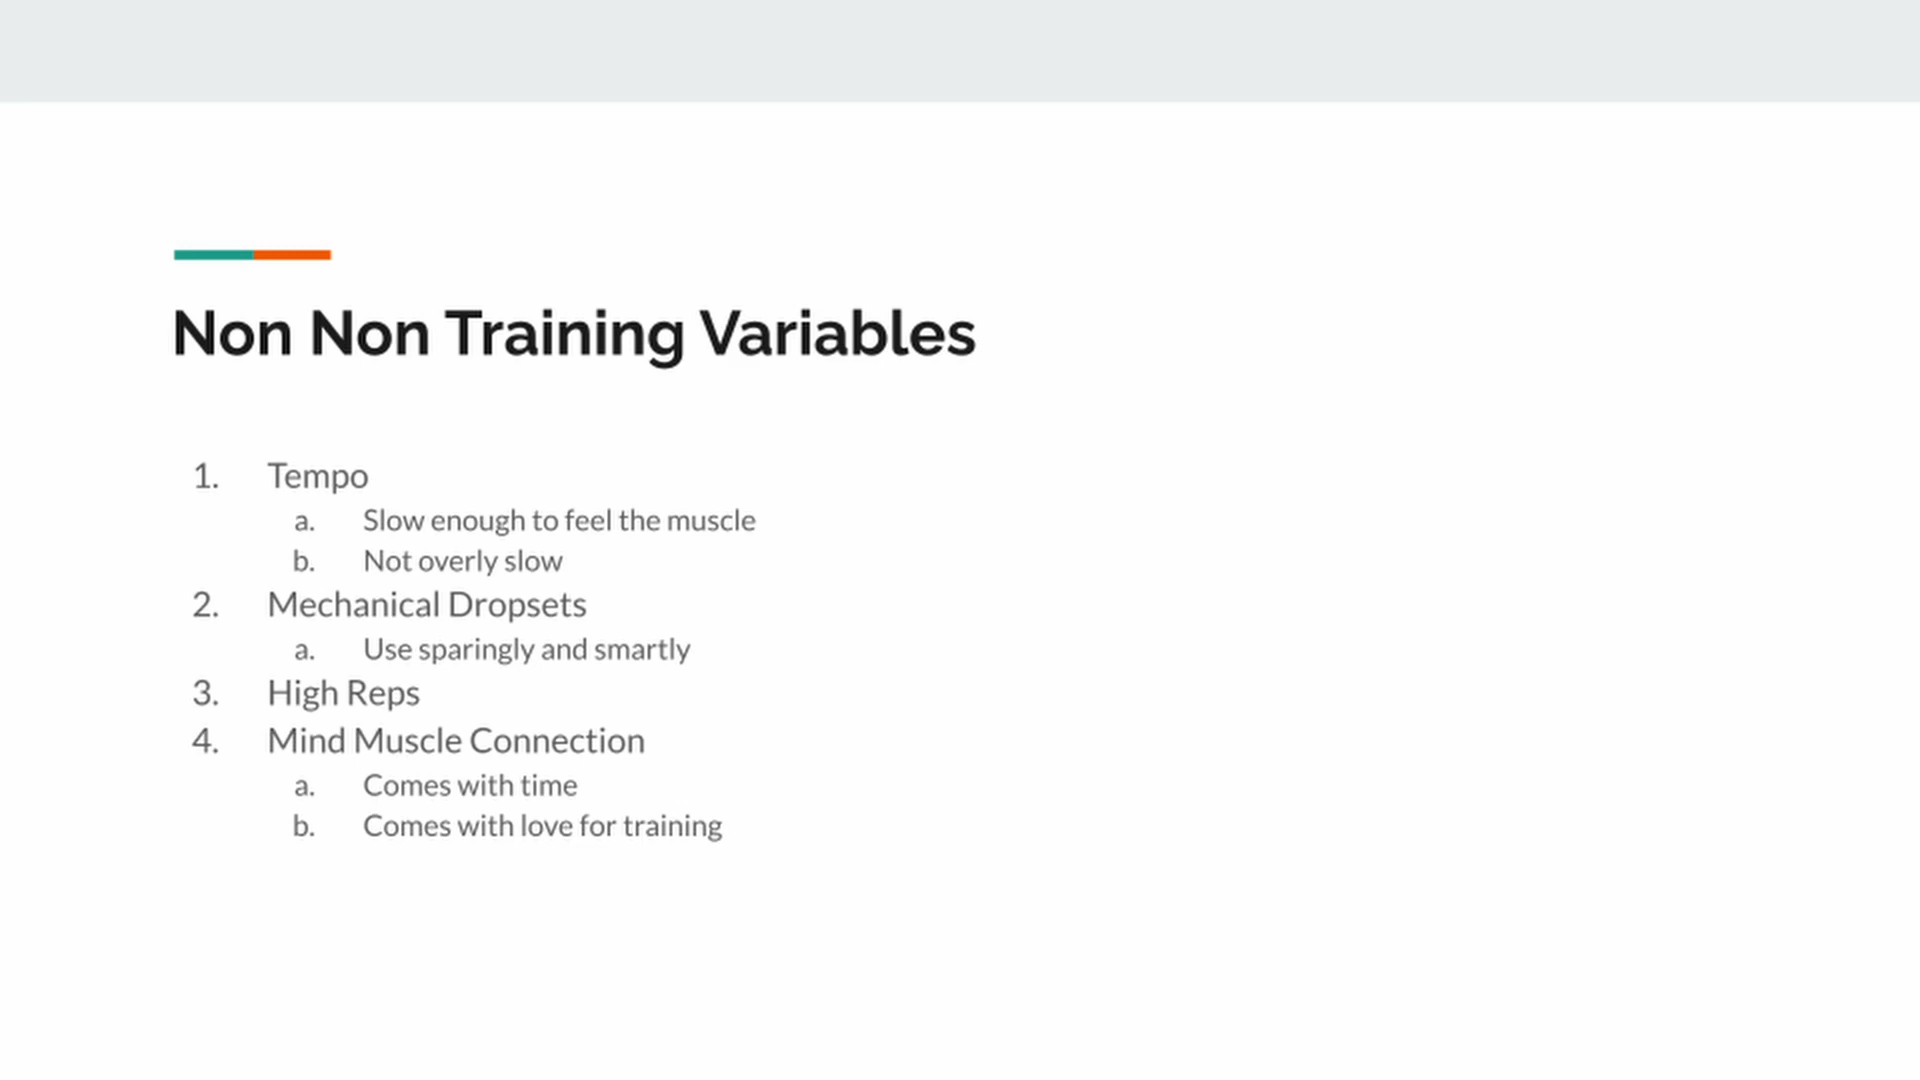 Non Non Training Variables
1. Tempo
a. Slow enough to feel the muscle
b. Not overly slow
2. Mechanical Dropsets
a. Use sparingly and smartly
3. High Reps
4. Mind Muscle Connection
a. Comes with time
b. Comes with love for training